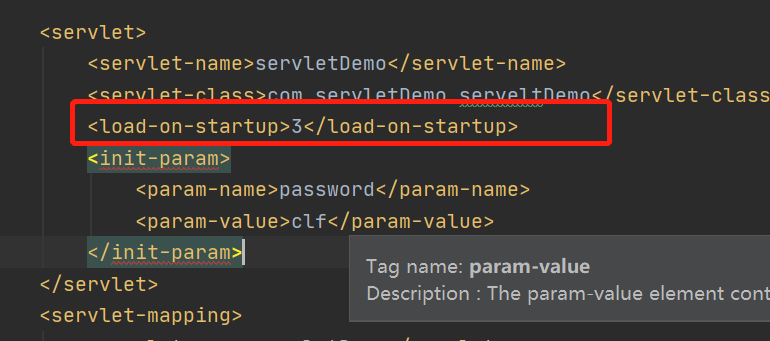 <servlet>
<servlet-name>servletDemo</servlet-name>
<servlet-class>com.servletDemo.serveltDemo</servlet-class
<load-on-startup>3</load-on-startup>
<init-param>
<param-name>password</param-name>
<param-value>clf</param-value>
</init-param>
Tag name: param-value
Description : The param-value element cont
</servlet>
<servlet-mapping>